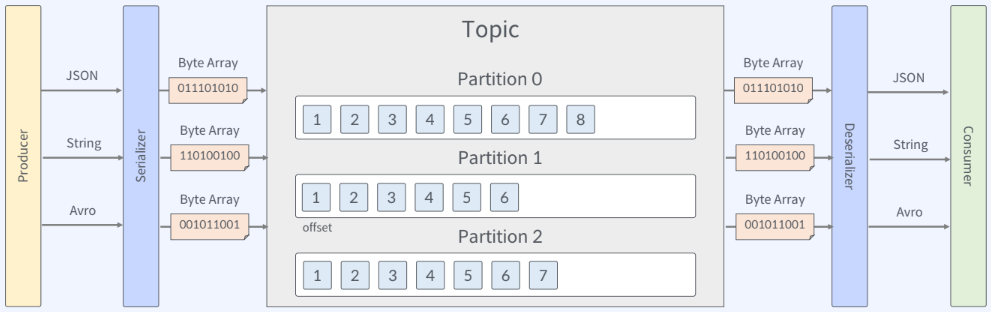 Producer
JSON
String
Avro
Serializer
Byte Array
011101010
Byte Array
110100100
Byte Array
001011001
Topic
Partition 0
1 2 3 4 5 6 7 8
Partition 1
1 2 3 4 5 6
offset
Partition 2
1 2 3 4 5 6 7
Byte Array
011101010
Byte Array
110100100
Byte Array
001011001
Deserializer
JSON
String
Avro
Consumer